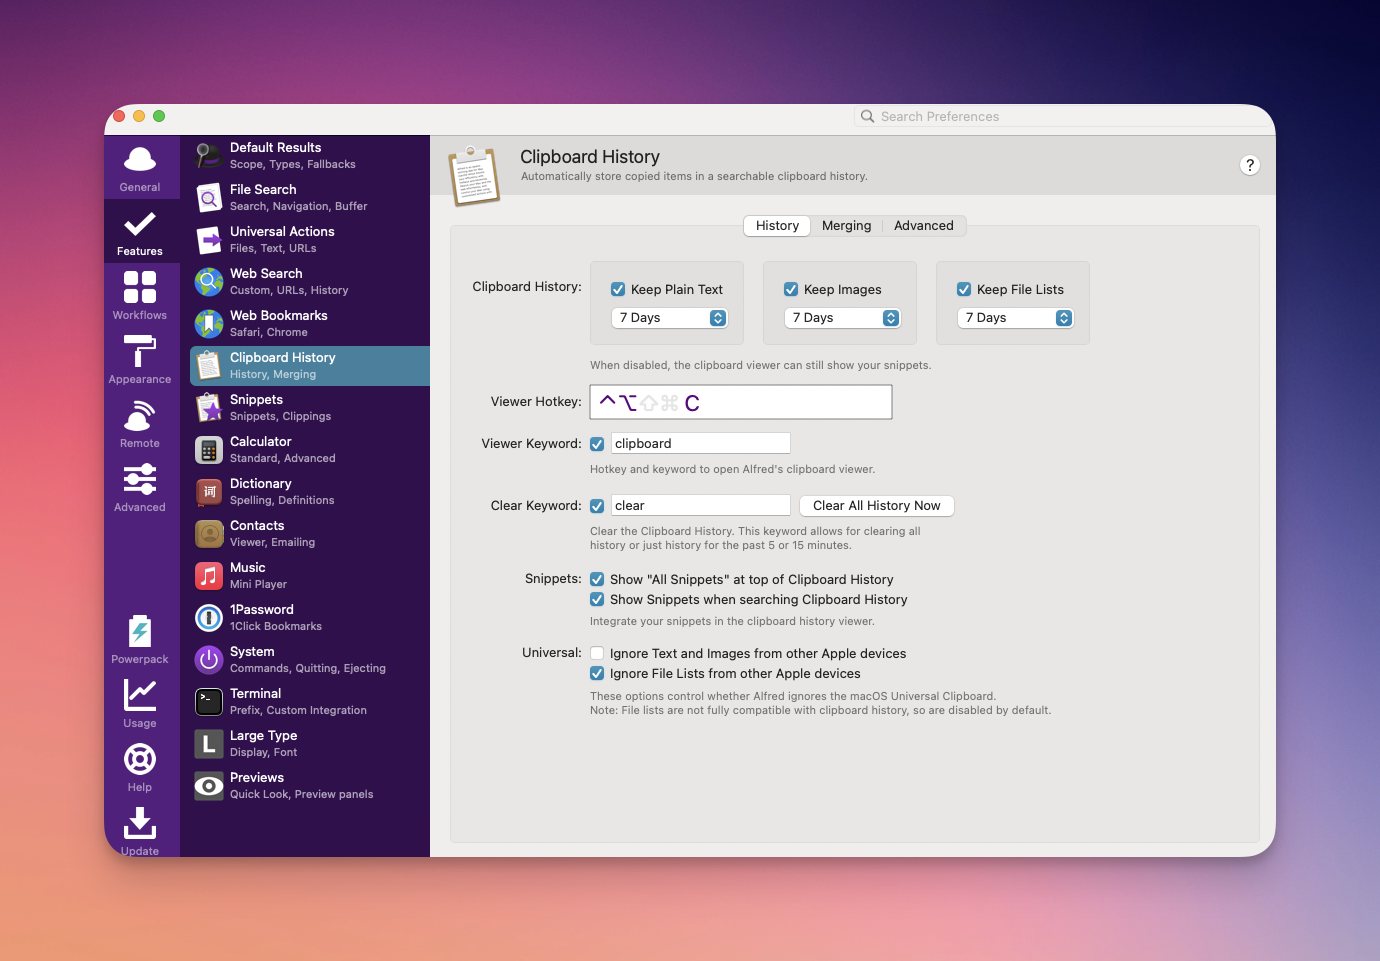 Search Preferences
General
Features
Workflows
Appearance
Remote
Advanced
Powerpack
Usage
Help
Update
Default Results
Scope, Types, Fallbacks
File Search
Search, Navigation, Buffer
Universal Actions
Files, Text, URLs
Web Search
Custom, URLs, History
Web Bookmarks
Safari, Chrome
Clipboard History
History, Merging
Snippets
Snippets, Clippings
Calculator
Standard, Advanced
词
Dictionary
Spelling, Definitions
Contacts
Viewer, Emailing
Music
Mini Player
1Password
1Click Bookmarks
System
Commands, Quitting, Ejecting
>_
Terminal
Prefix, Custom Integration
L
Large Type
Display, Font
Previews
Quick Look, Preview panels
Clipboard History
Automatically store copied items in a searchable clipboard history.
?
History Merging Advanced
Clipboard History: Keep Plain Text Keep Images Keep File Lists
7 Days 7 Days 7 Days
When disabled, the clipboard viewer can still show your snippets.
Viewer Hotkey: ⌃⌥⇧⌘ C
Viewer Keyword: clipboard
Hotkey and keyword to open Alfred's clipboard viewer.
Clear Keyword: clear Clear All History Now
Clear the Clipboard History. This keyword allows for clearing all
history or just history for the past 5 or 15 minutes.
Snippets: Show "All Snippets" at top of Clipboard History
Show Snippets when searching Clipboard History
Integrate your snippets in the clipboard history viewer.
Universal: Ignore Text and Images from other Apple devices
Ignore File Lists from other Apple devices
These options control whether Alfred ignores the macOS Universal Clipboard.
Note: File lists are not fully compatible with clipboard history, so are disabled by default.